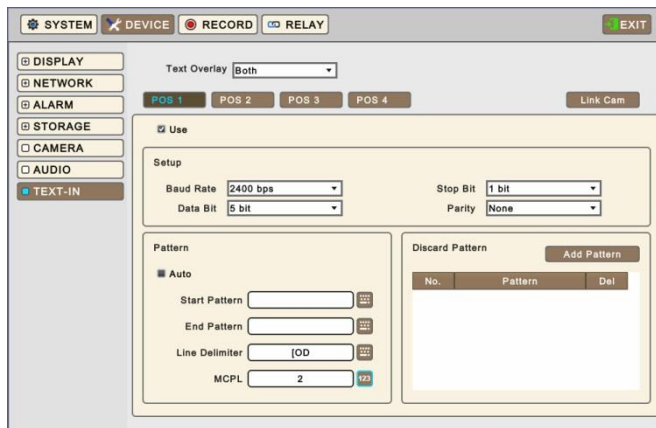 SYSTEM DEVICE RECORD RELAY EXIT
DISPLAY
NETWORK
ALARM
STORAGE
CAMERA
AUDIO
TEXT-IN
Text Overlay Both
POS 1 POS 2 POS 3 POS 4 Link Cam
Use
Setup
Baud Rate 2400 bps Stop Bit 1 bit
Data Bit 5 bit Parity None
Pattern
Auto
Start Pattern
End Pattern
Line Delimiter [OD
MCPL 2 123
Discard Pattern Add Pattern
No. Pattern Del